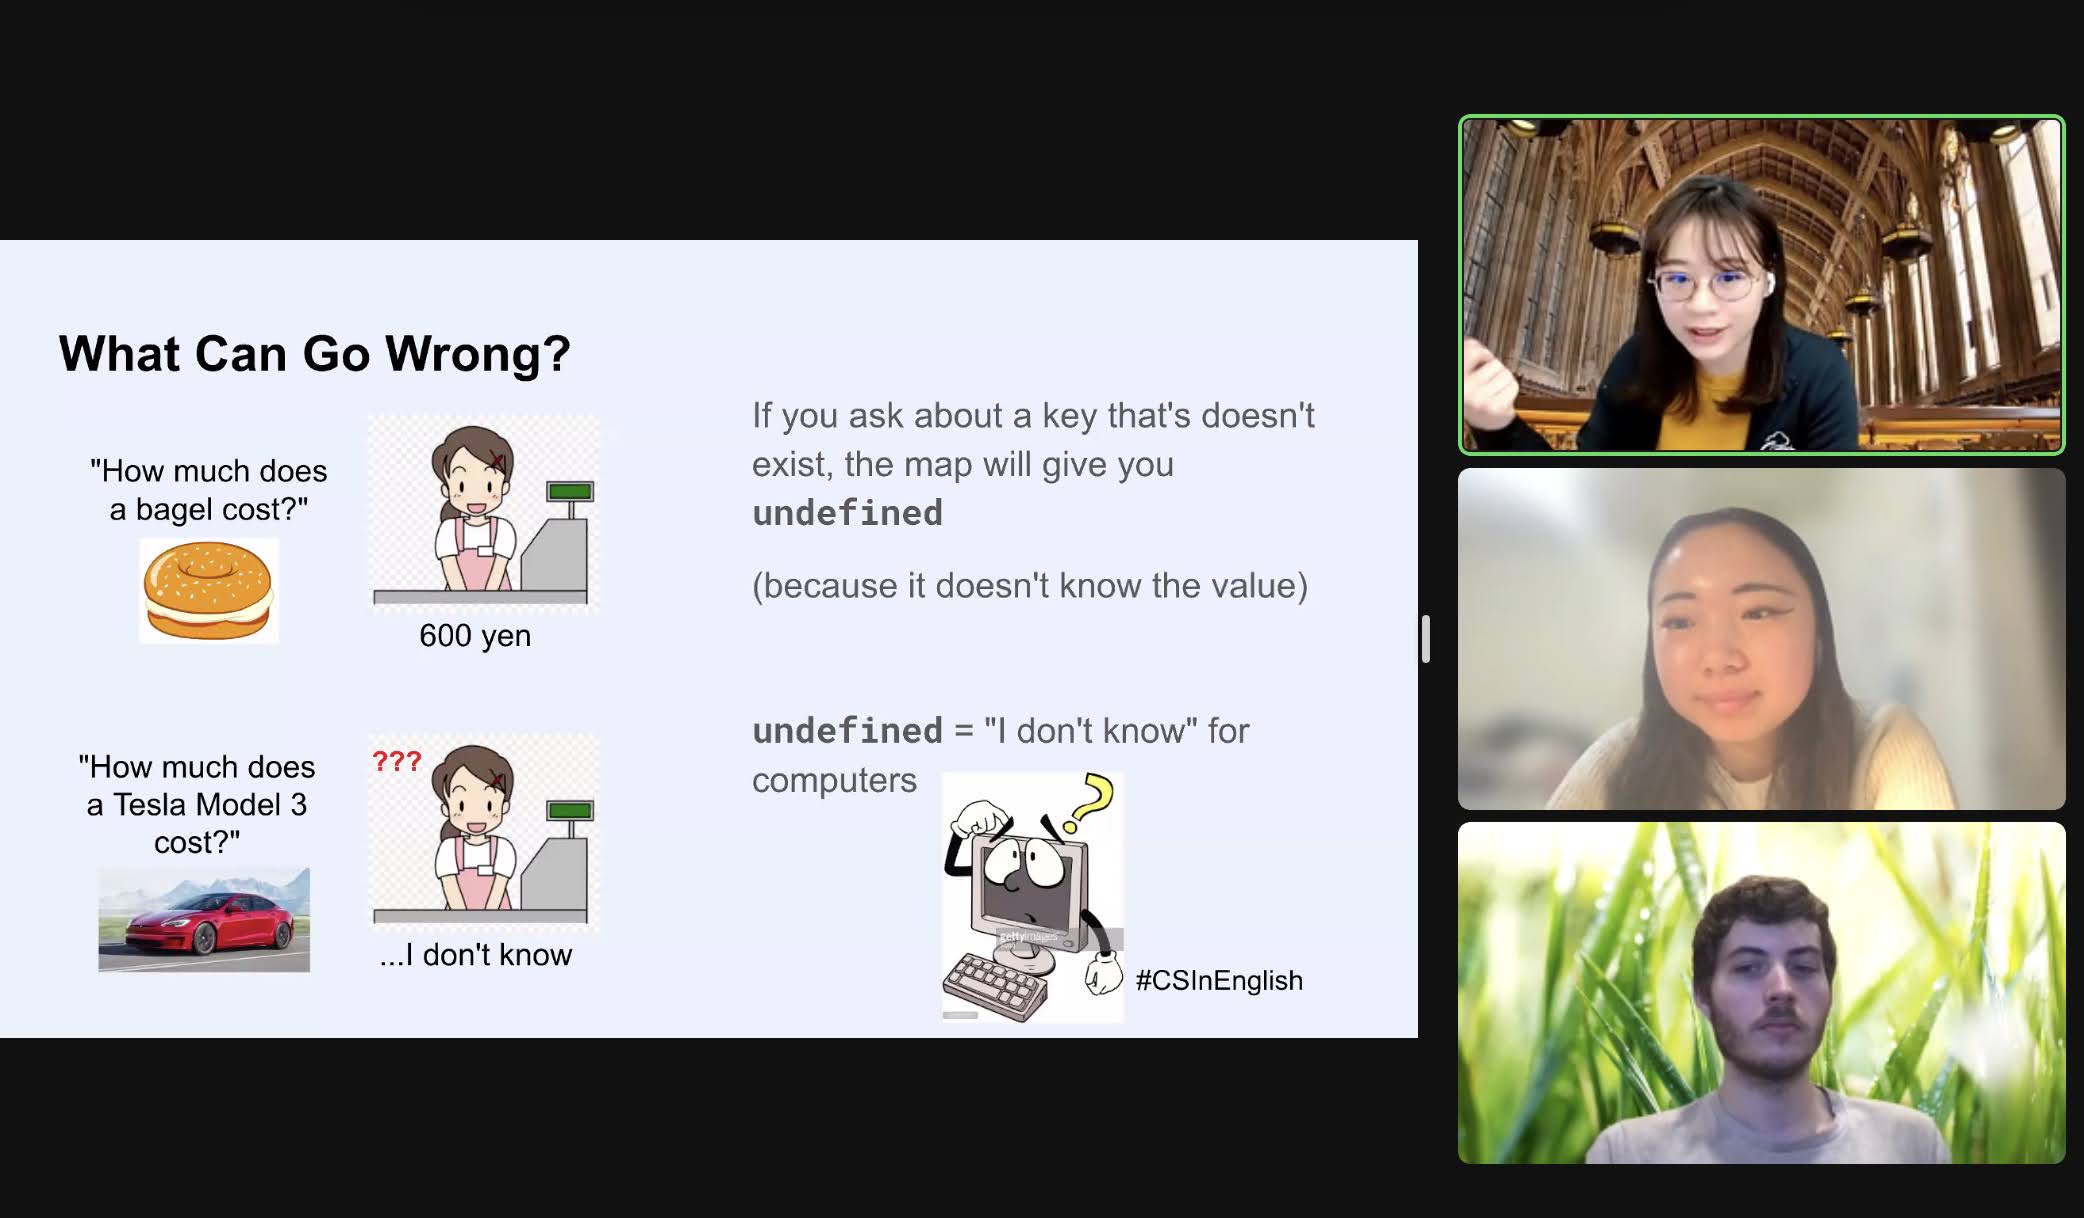 What Can Go Wrong?
"How much does
a bagel cost?"
600 yen
"How much does
a Tesla Model 3
cost?"
???
...I don't know
If you ask about a key that's doesn't
exist, the map will give you
undefined
(because it doesn't know the value)
undefined = "I don't know" for
computers
gettyimages
#CSInEnglish